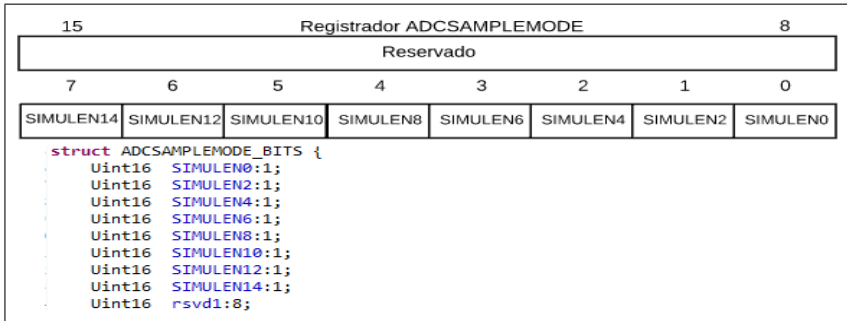 15 Registrador ADCSAMPLEMODE 8
Reservado
7 6 5 4 3 2 1 0
SIMULEN14 SIMULEN12 SIMULEN10 SIMULEN8 SIMULEN6 SIMULEN4 SIMULEN2 SIMULEN0
struct ADCSAMPLEMODE_BITS {
Uint16 SIMULEN0:1;
Uint16 SIMULEN2:1;
Uint16 SIMULEN4:1;
Uint16 SIMULEN6:1;
Uint16 SIMULEN8:1;
Uint16 SIMULEN10:1;
Uint16 SIMULEN12:1;
Uint16 SIMULEN14:1;
Uint16 rsvd1:8;